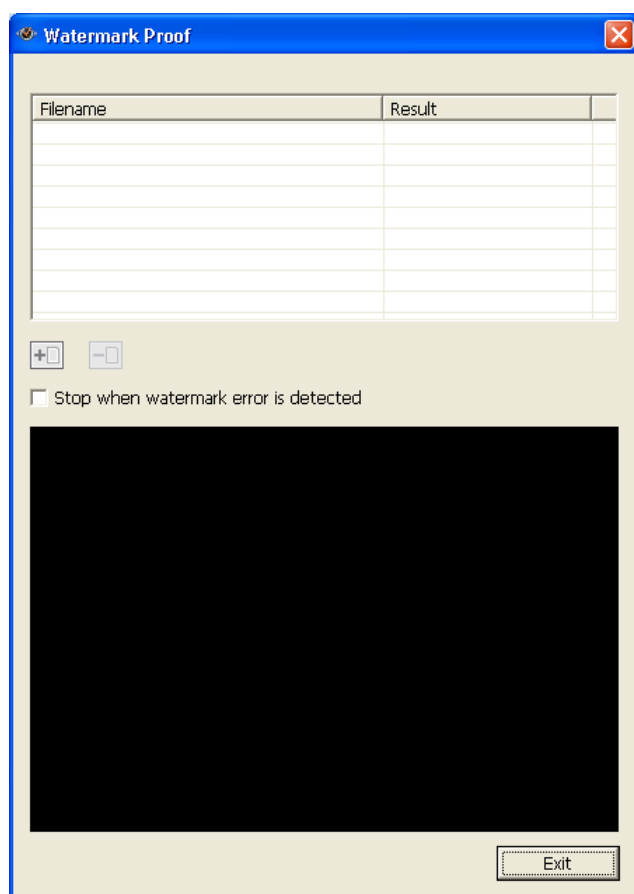 Watermark Proof
Filename Result
Stop when watermark error is detected
Exit